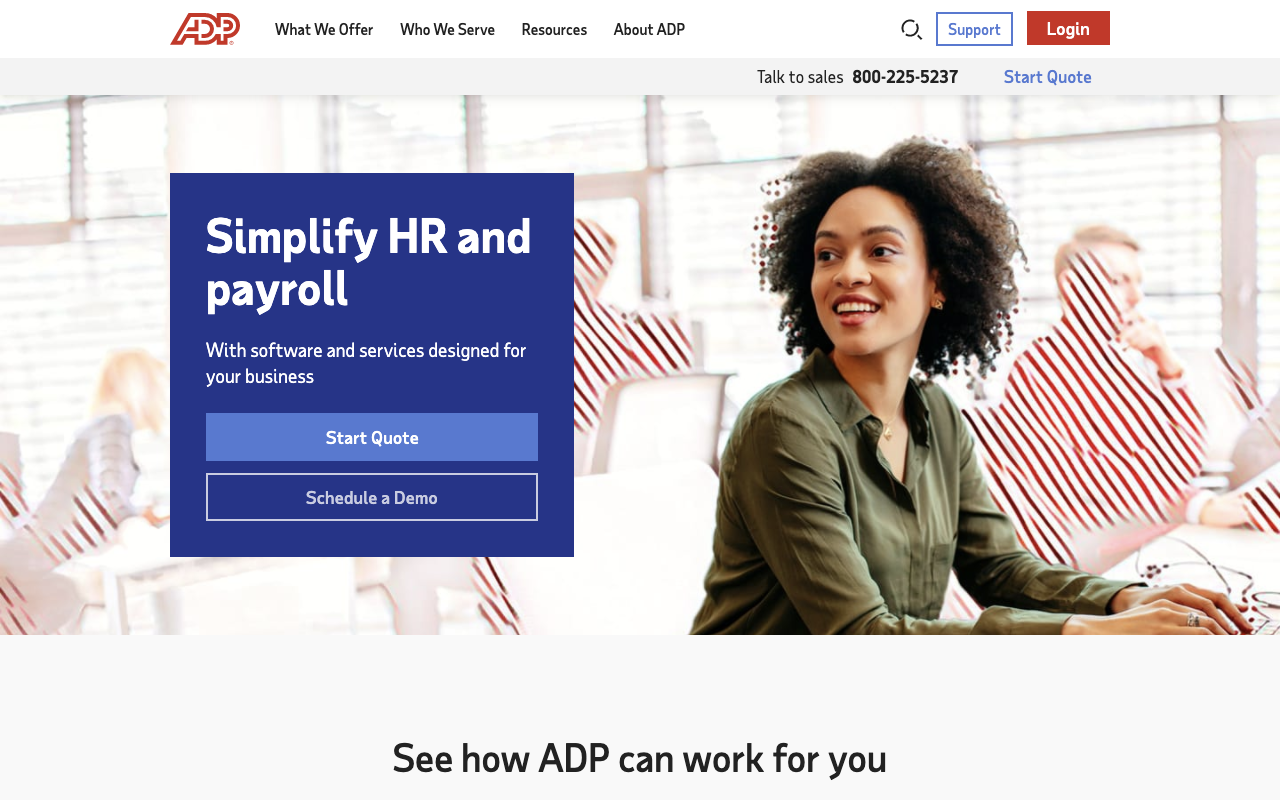 ADP
What We Offer
Who We Serve
Resources
About ADP
Support
Login
Talk to sales 800-225-5237
Start Quote
Simplify HR and
payroll
With software and services designed for
your business
Start Quote
Schedule a Demo
See how ADP can work for you